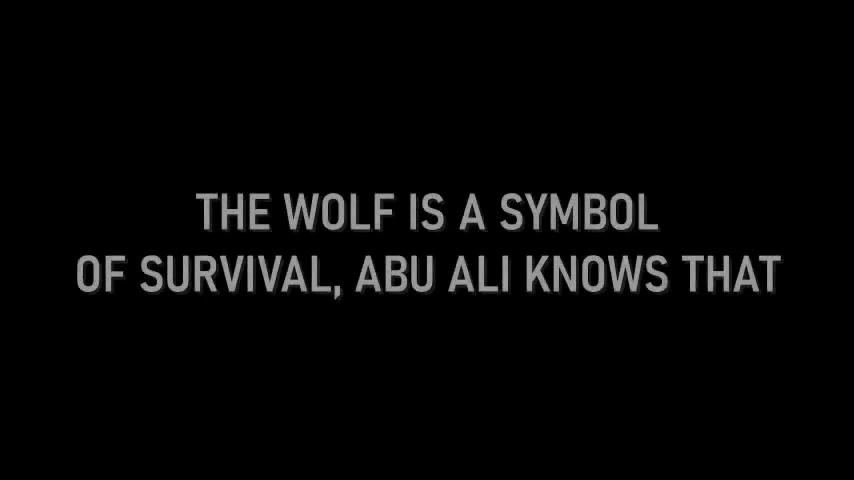 THE WOLF IS A SYMBOL
OF SURVIVAL, ABU ALI KNOWS THAT